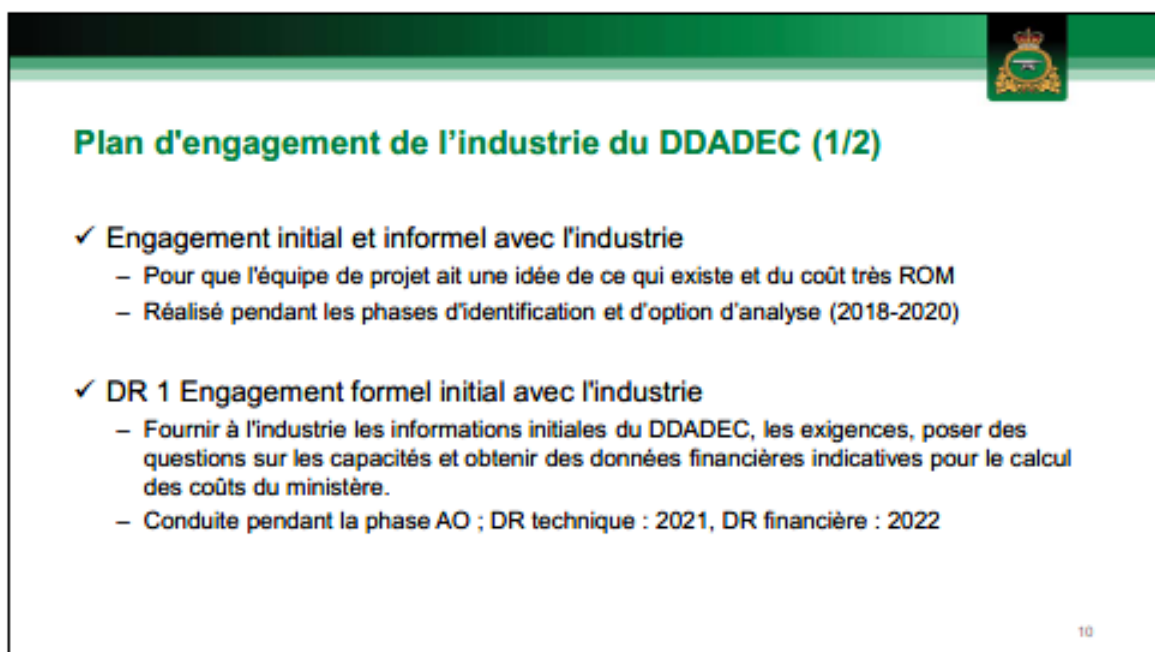 Plan d'engagement de l’industrie du DDADEC (1/2)
✓ Engagement initial et informel avec l'industrie
– Pour que l'équipe de projet ait une idée de ce qui existe et du coût très ROM
– Réalisé pendant les phases d'identification et d’option d’analyse (2018-2020)
✓ DR 1 Engagement formel initial avec l'industrie
– Fournir à l'industrie les informations initiales du DDADEC, les exigences, poser des
questions sur les capacités et obtenir des données financières indicatives pour le calcul
des coûts du ministère.
– Conduite pendant la phase AO ; DR technique : 2021, DR financière : 2022
10